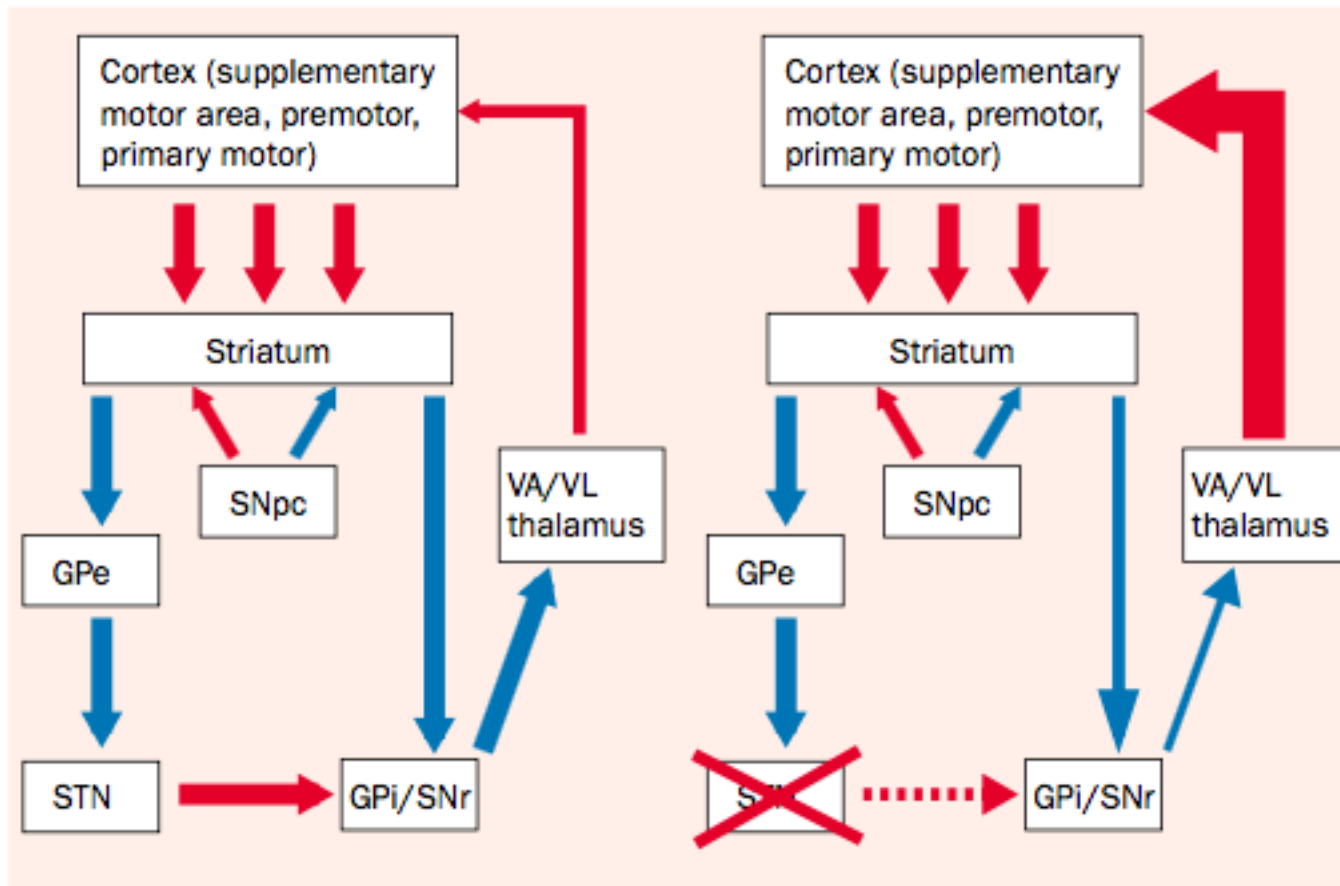 Cortex (supplementary
motor area, premotor,
primary motor)
Striatum
SNpc
VA/VL
thalamus
GPe
STN
GPi/SNr
Cortex (supplementary
motor area, premotor,
primary motor)
Striatum
SNpc
VA/VL
thalamus
GPe
STN
GPi/SNr